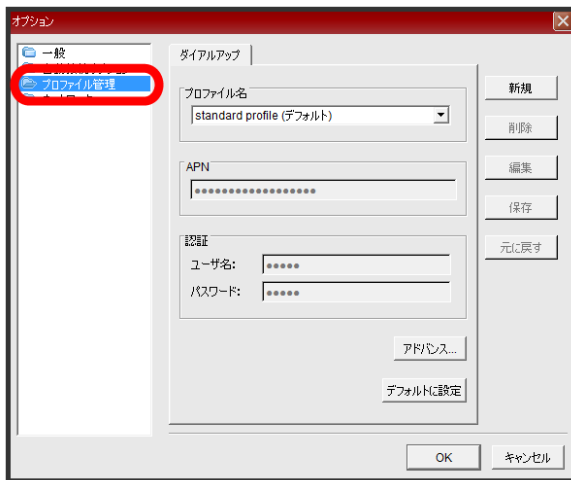 オプション
一般
プロファイル管理
ダイアルアップ
プロファイル名
standard profile (デフォルト)
APN
●●●●●●●●●●●●●●●●●●
認証
ユーザ名: ●●●●●
パスワード: ●●●●●
アドバンス...
デフォルトに設定
新規
削除
編集
保存
元に戻す
OK
キャンセル